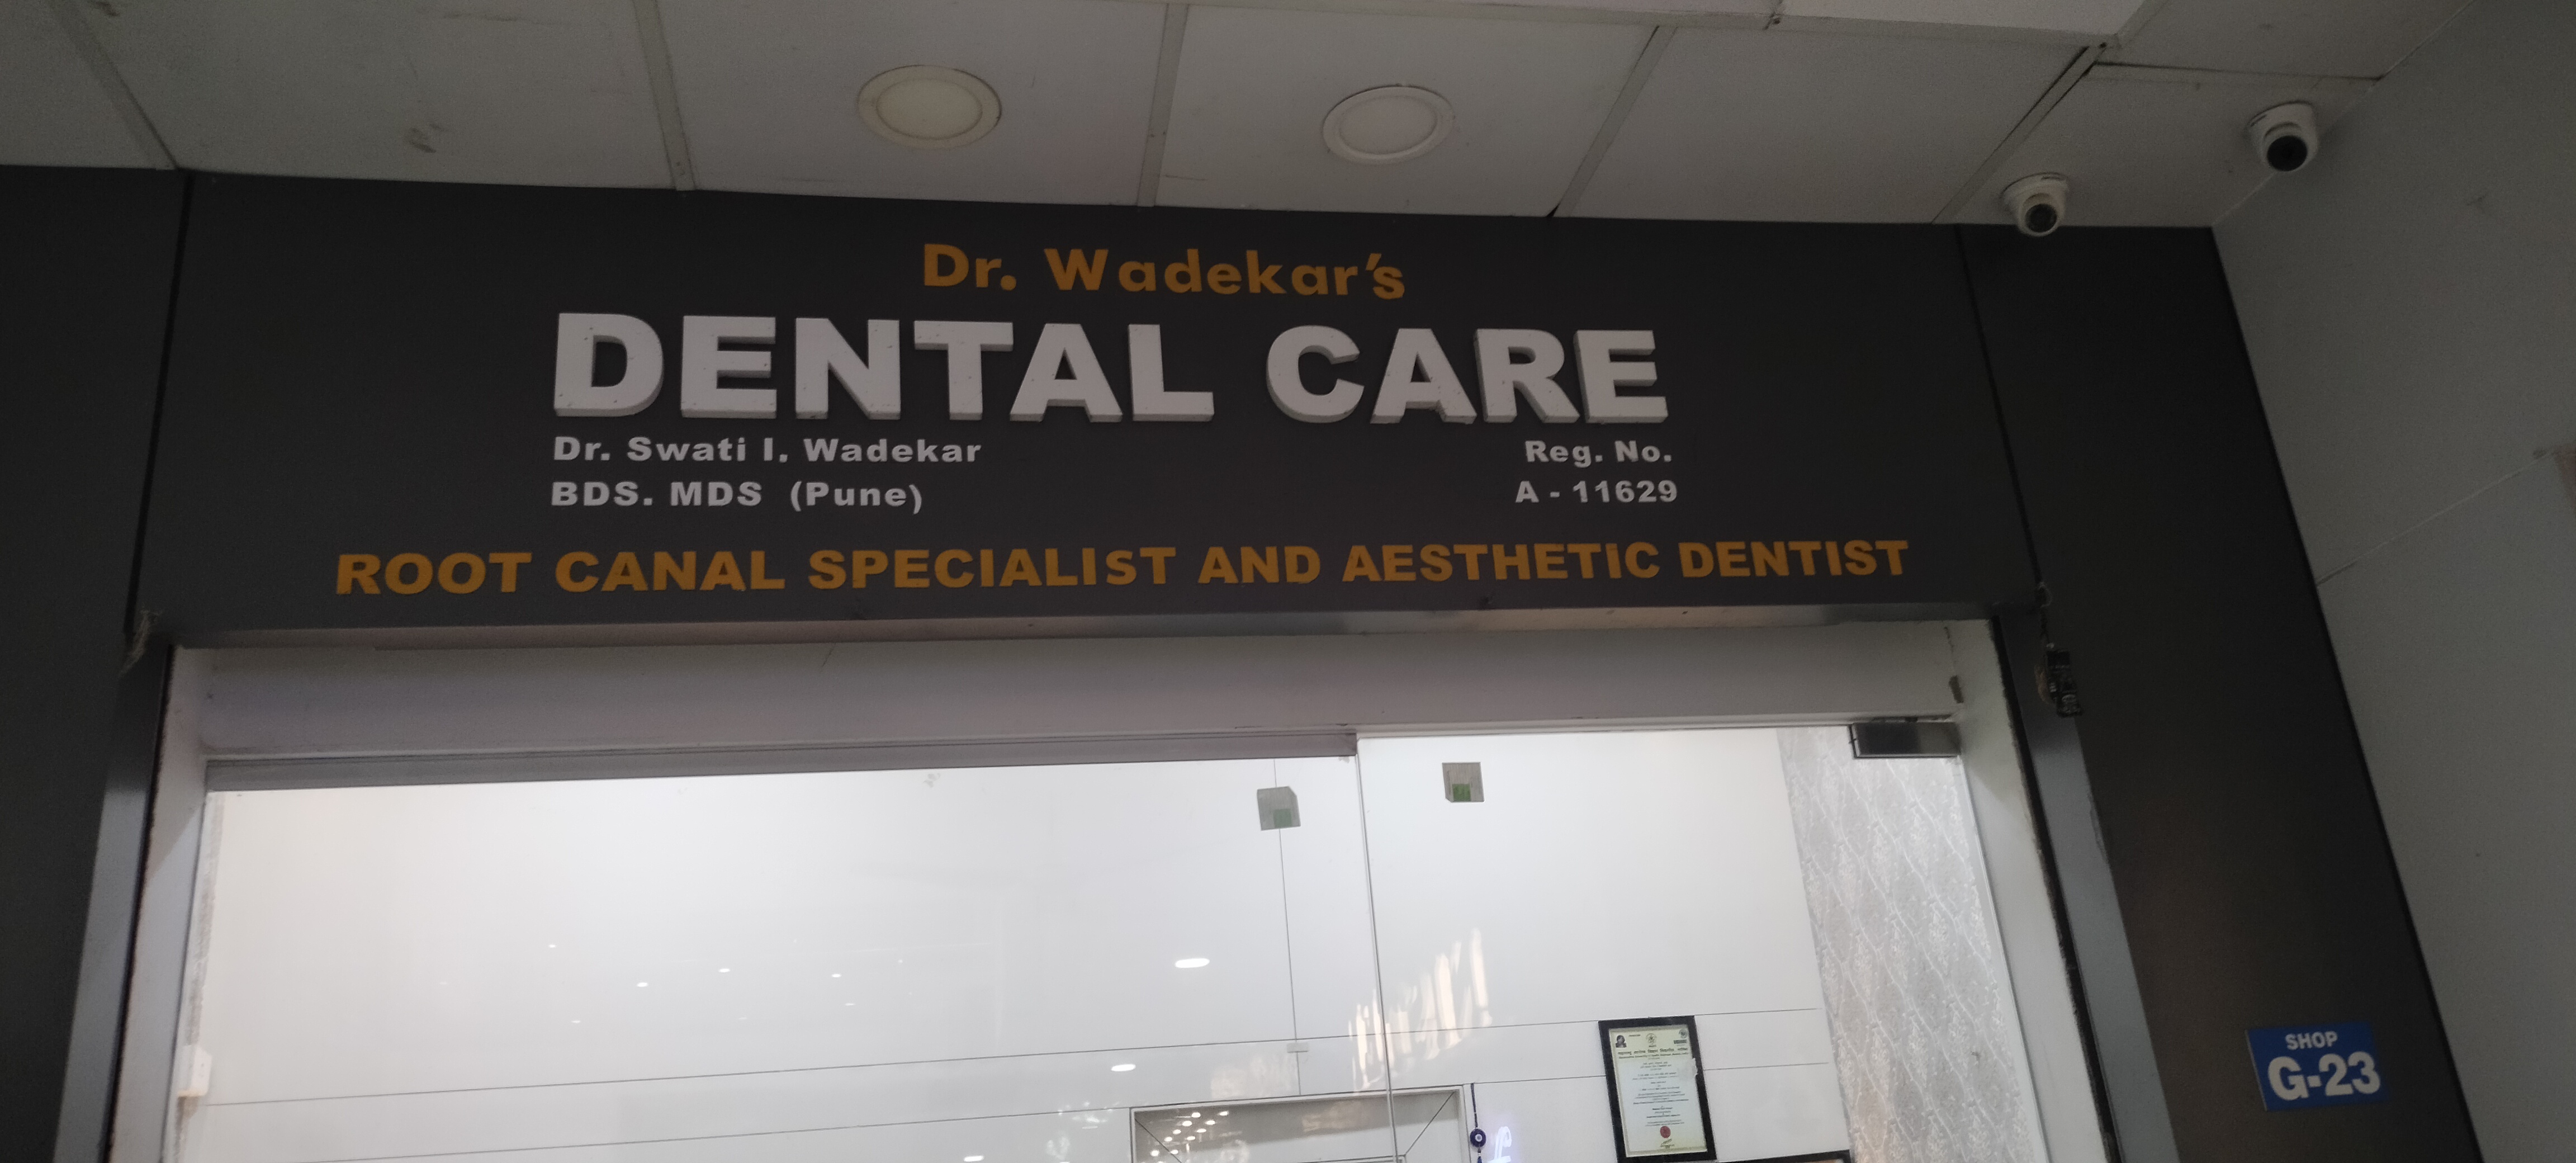 Dr. Wadekar's
DENTAL CARE
Dr. Swati I. Wadekar
Reg. No.
BDS. MDS (Pune)
A - 11629
ROOT CANAL SPECIALIST AND AESTHETIC DENTIST
SHOP
G-23